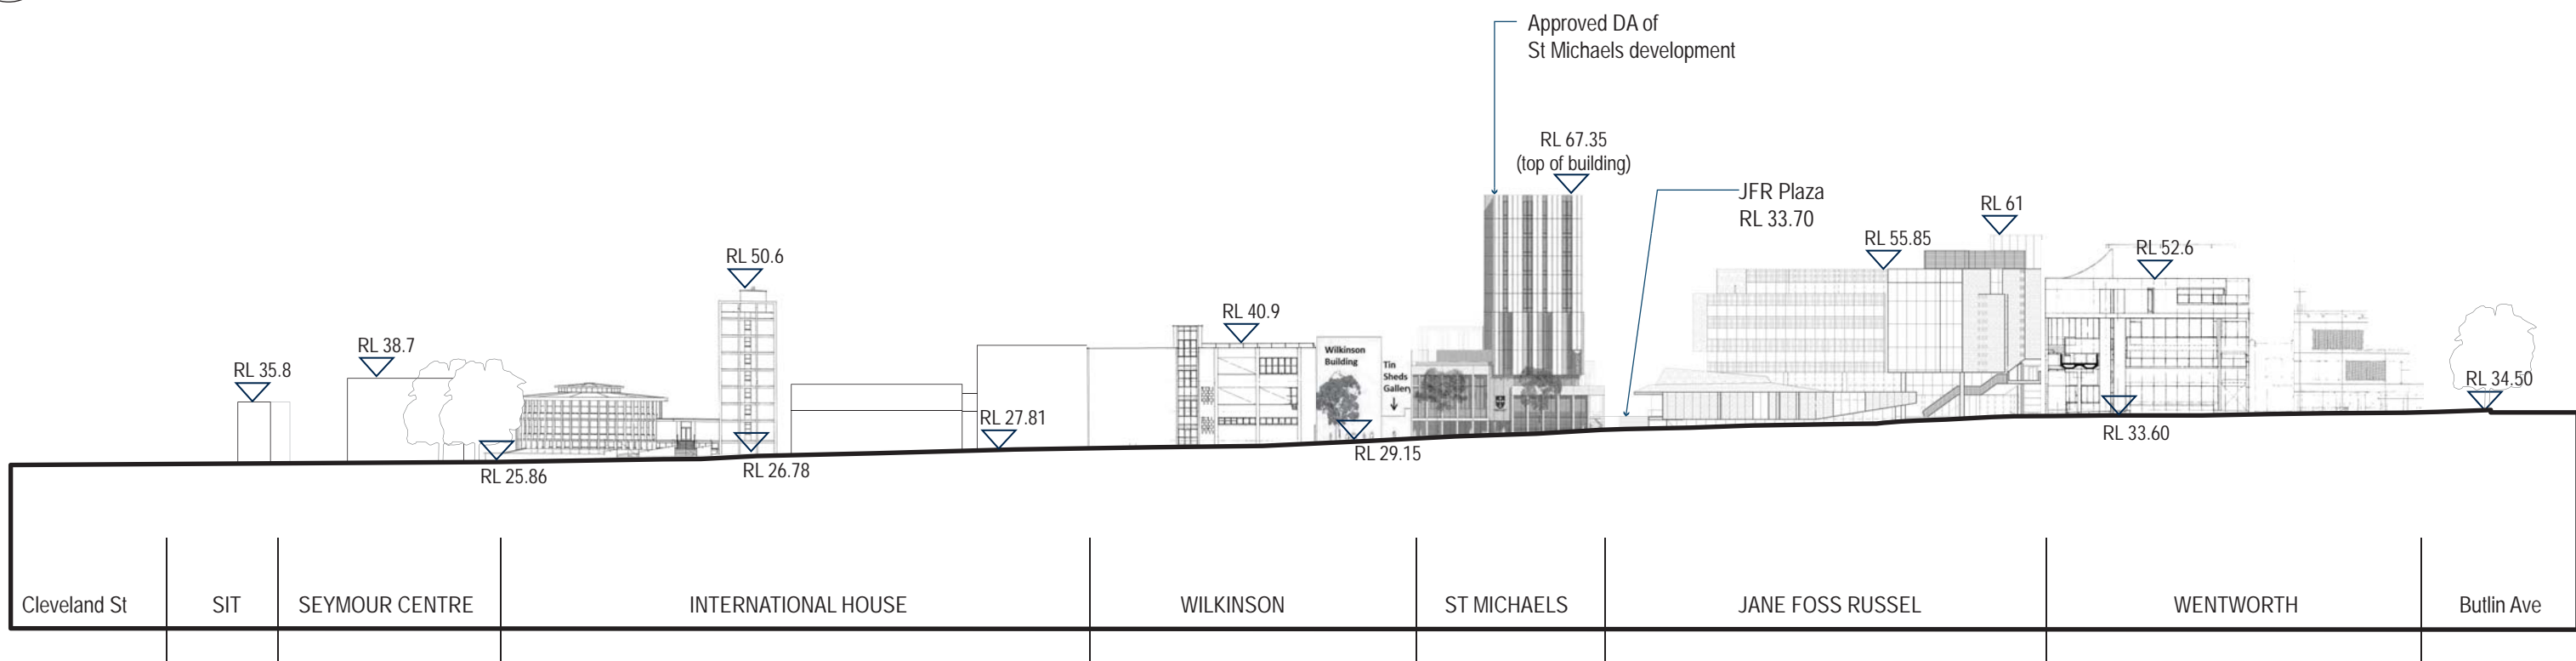 Approved DA of
St Michaels development
RL 67.35
(top of building)
JFR Plaza
RL 33.70
RL 61
RL 55.85
RL 52.6
RL 50.6
RL 40.9
RL 38.7
RL 35.8
Wilkinson
Building
Tin
Sheds
Gallery
RL 34.50
RL 27.81
RL 33.60
RL 29.15
RL 26.78
RL 25.86
Cleveland St
SIT
SEYMOUR CENTRE
INTERNATIONAL HOUSE
WILKINSON
ST MICHAELS
JANE FOSS RUSSEL
WENTWORTH
Butlin Ave